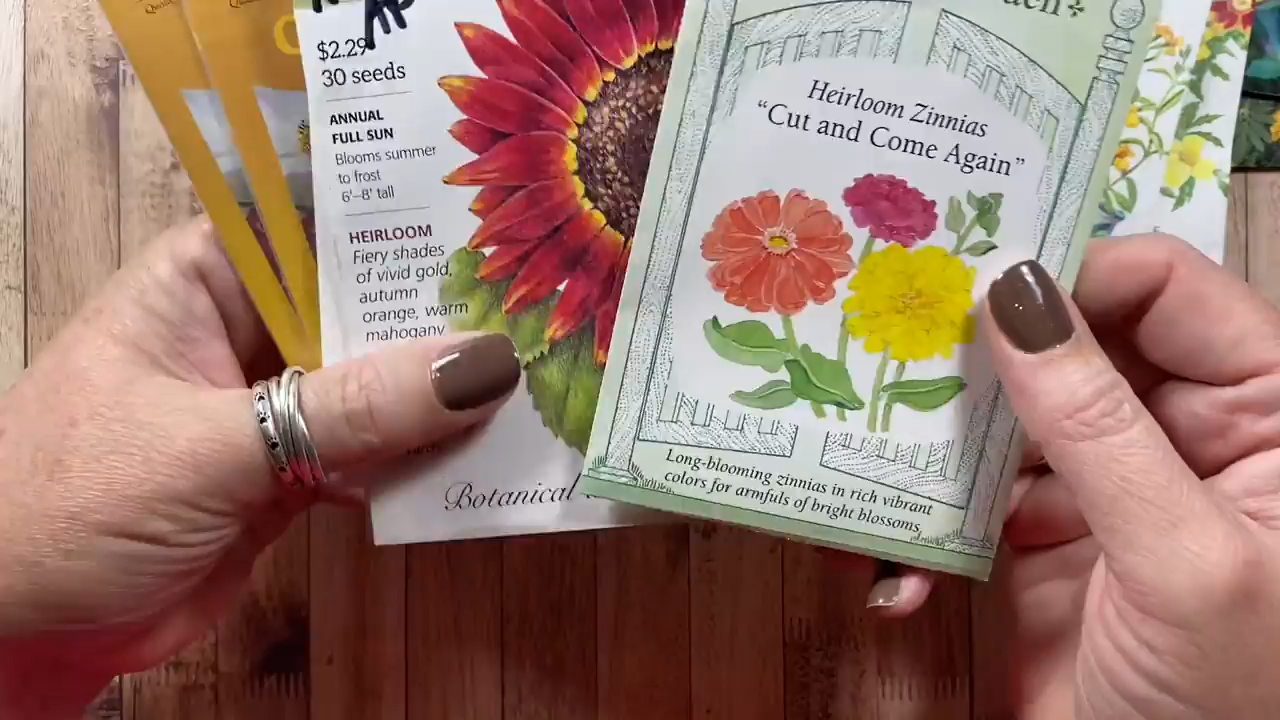 $2.29
30 seeds
ANNUAL
FULL SUN
Blooms summer
to frost
6'–8' tall
HEIRLOOM
Fiery shades
of vivid gold,
autumn
orange, warm
mahogany
Botanical
Heirloom Zinnias
“Cut and Come Again”
Long-blooming zinnias in rich vibrant
colors for armfuls of bright blossoms.